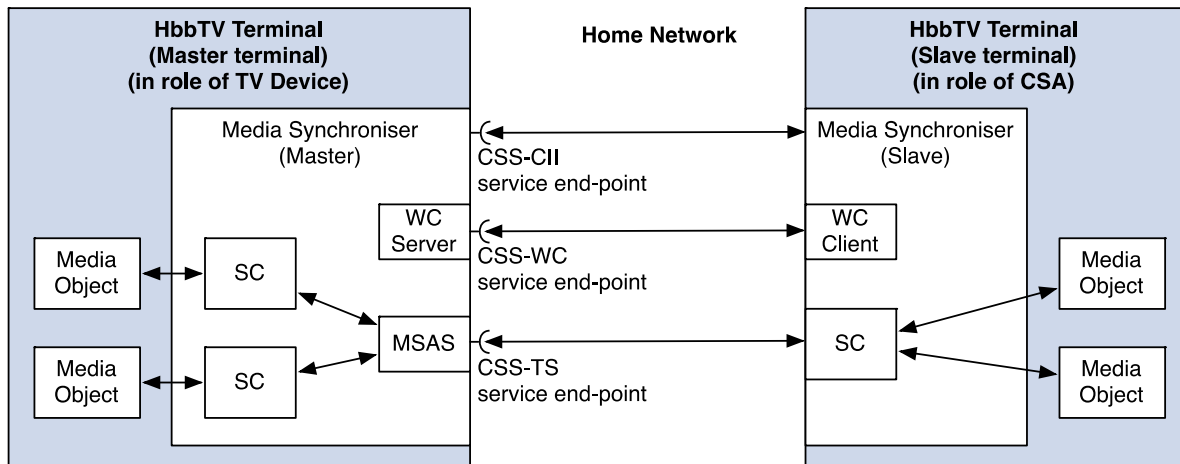 HbbTV Terminal
(Master terminal)
(in role of TV Device)
Home Network
HbbTV Terminal
(Slave terminal)
(in role of CSA)
Media Synchroniser
(Master)
CSS-CII
service end-point
Media Synchroniser
(Slave)
WC
Server
CSS-WC
service end-point
WC
Client
Media
Object
SC
Media
Object
MSAS
CSS-TS
service end-point
SC
Media
Object
SC
Media
Object